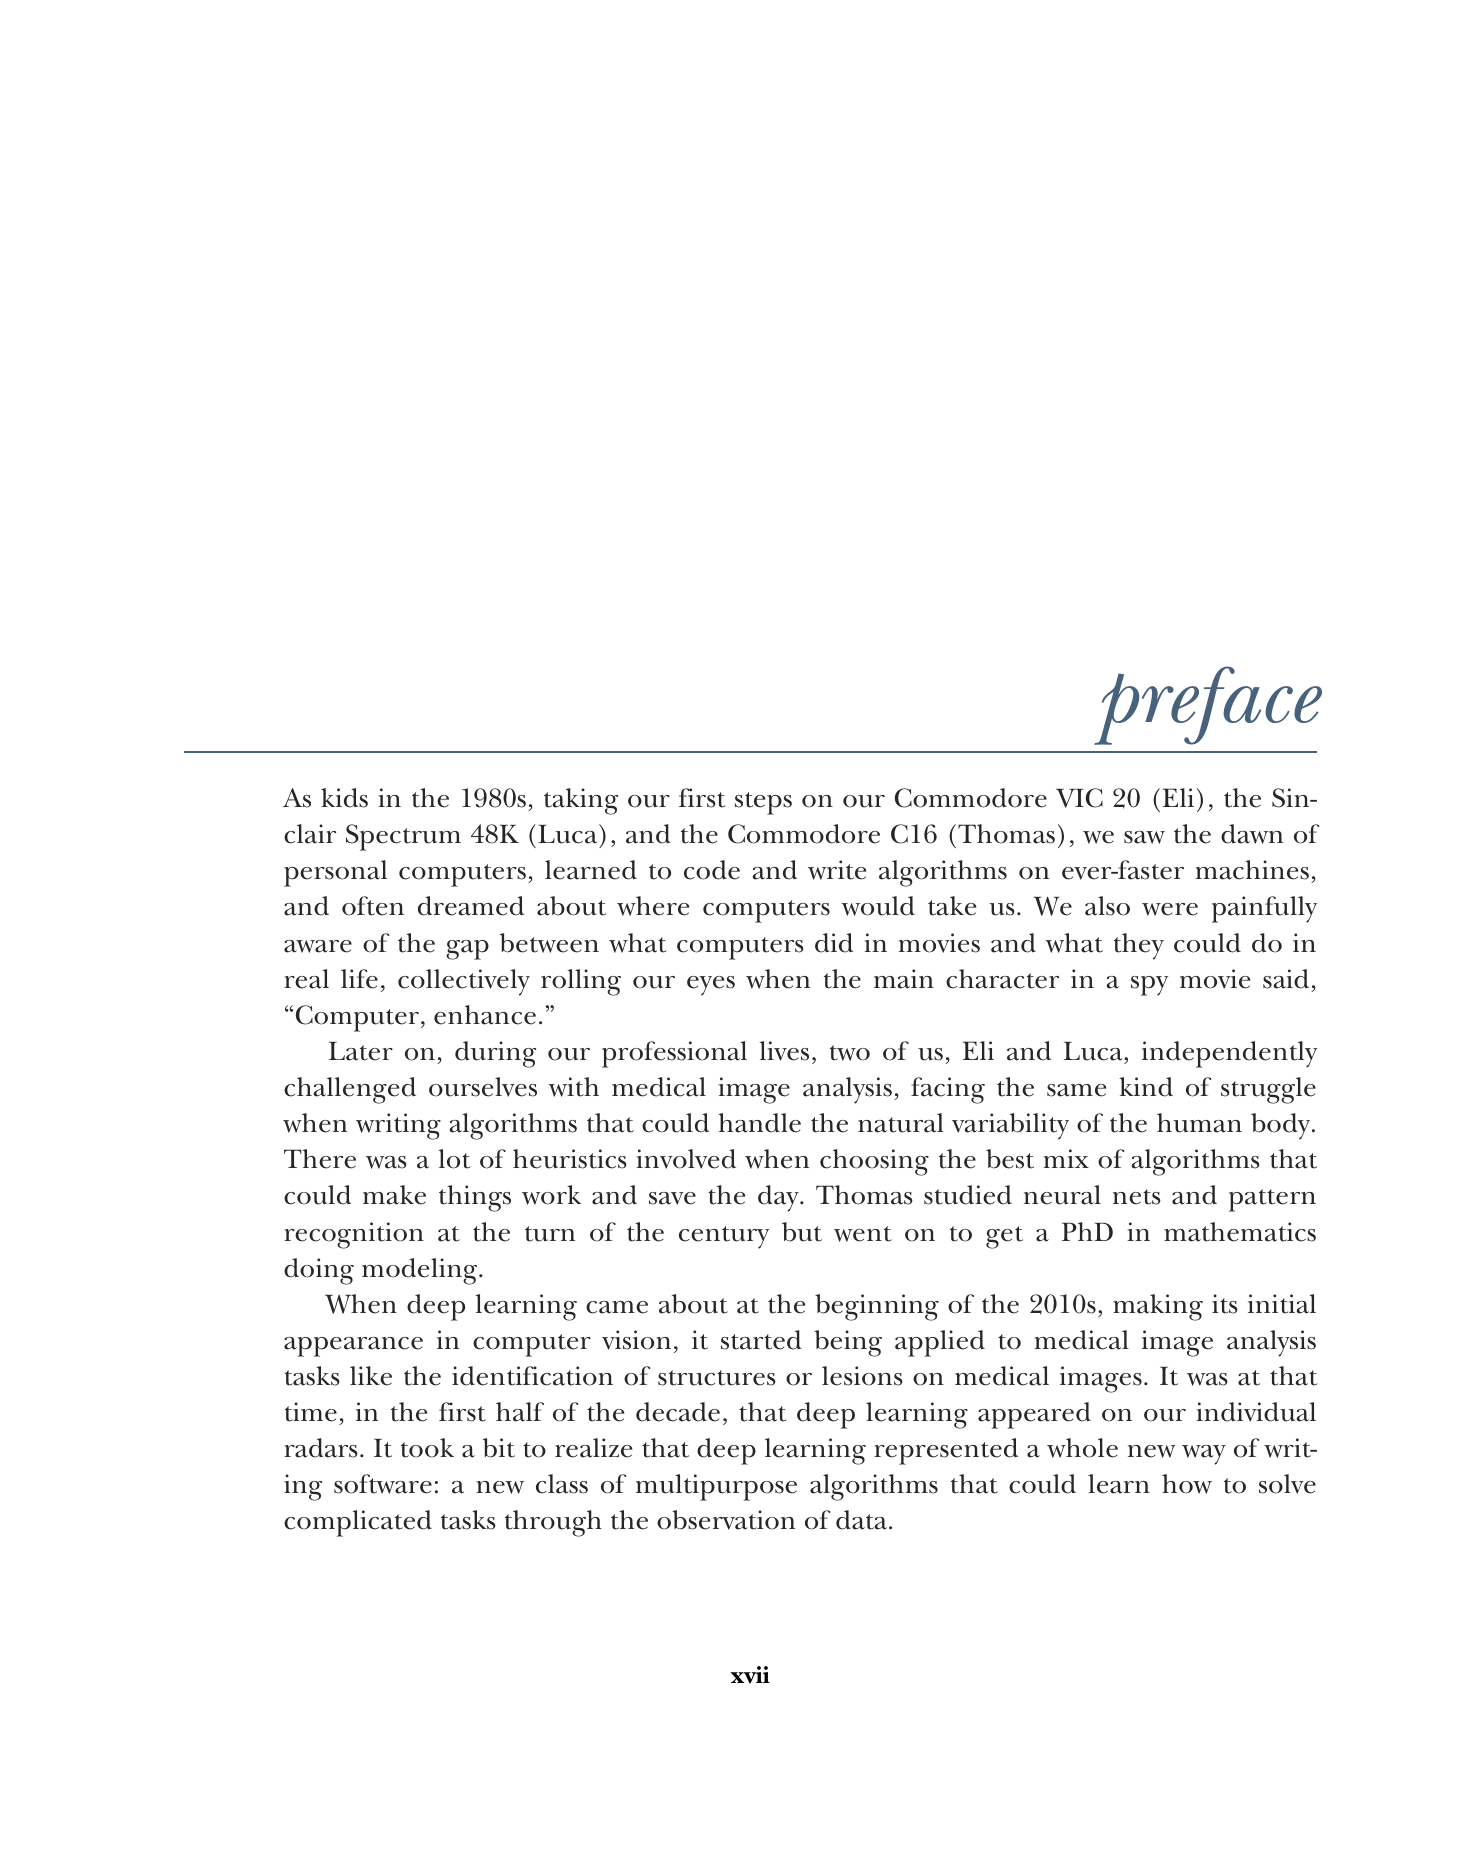 preface
As kids in the 1980s, taking our first steps on our Commodore VIC 20 (Eli), the Sin-
clair Spectrum 48K (Luca), and the Commodore C16 (Thomas), we saw the dawn of
personal computers, learned to code and write algorithms on ever-faster machines,
and often dreamed about where computers would take us. We also were painfully
aware of the gap between what computers did in movies and what they could do in
real life, collectively rolling our eyes when the main character in a spy movie said,
“Computer, enhance.”
Later on, during our professional lives, two of us, Eli and Luca, independently
challenged ourselves with medical image analysis, facing the same kind of struggle
when writing algorithms that could handle the natural variability of the human body.
There was a lot of heuristics involved when choosing the best mix of algorithms that
could make things work and save the day. Thomas studied neural nets and pattern
recognition at the turn of the century but went on to get a PhD in mathematics
doing modeling.
When deep learning came about at the beginning of the 2010s, making its initial
appearance in computer vision, it started being applied to medical image analysis
tasks like the identification of structures or lesions on medical images. It was at that
time, in the first half of the decade, that deep learning appeared on our individual
radars. It took a bit to realize that deep learning represented a whole new way of writ-
ing software: a new class of multipurpose algorithms that could learn how to solve
complicated tasks through the observation of data.
xvii